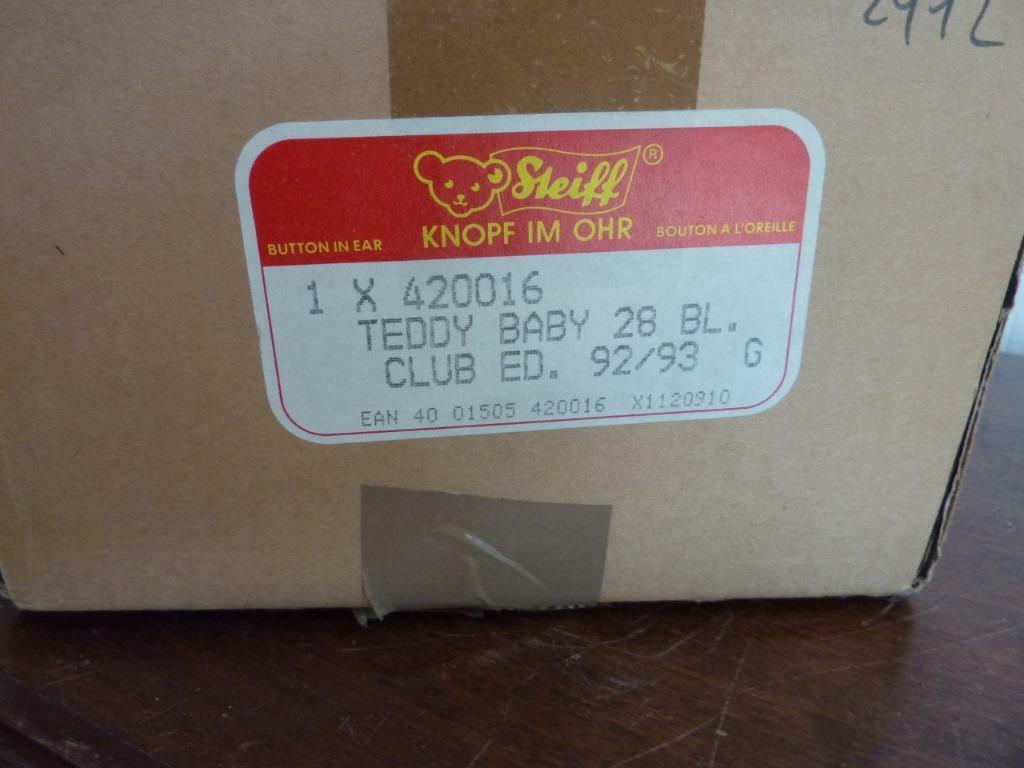 Steiff ®
KNOPF IM OHR
BUTTON IN EAR
BOUTON A L'OREILLE
1 X 420016
TEDDY BABY 28 BL.
CLUB ED. 92/93 G
EAN 40 01505 420016 X1120910